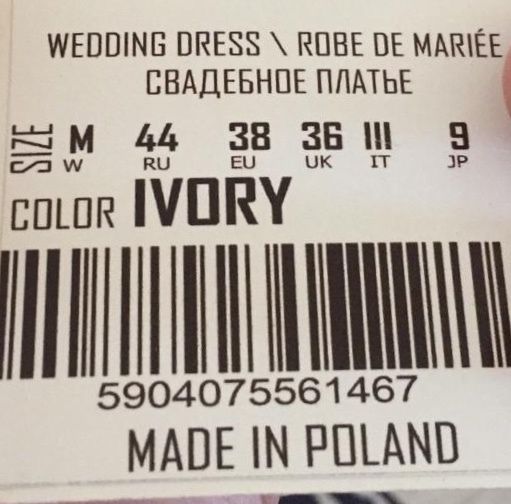 WEDDING DRESS \ ROBE DE MARIÉE
СВАДЕБНОЕ ПЛАТЬЕ
SIZE M 44 38 36 III 9
W RU EU UK IT JP
COLOR IVORY
5904075561467
MADE IN POLAND